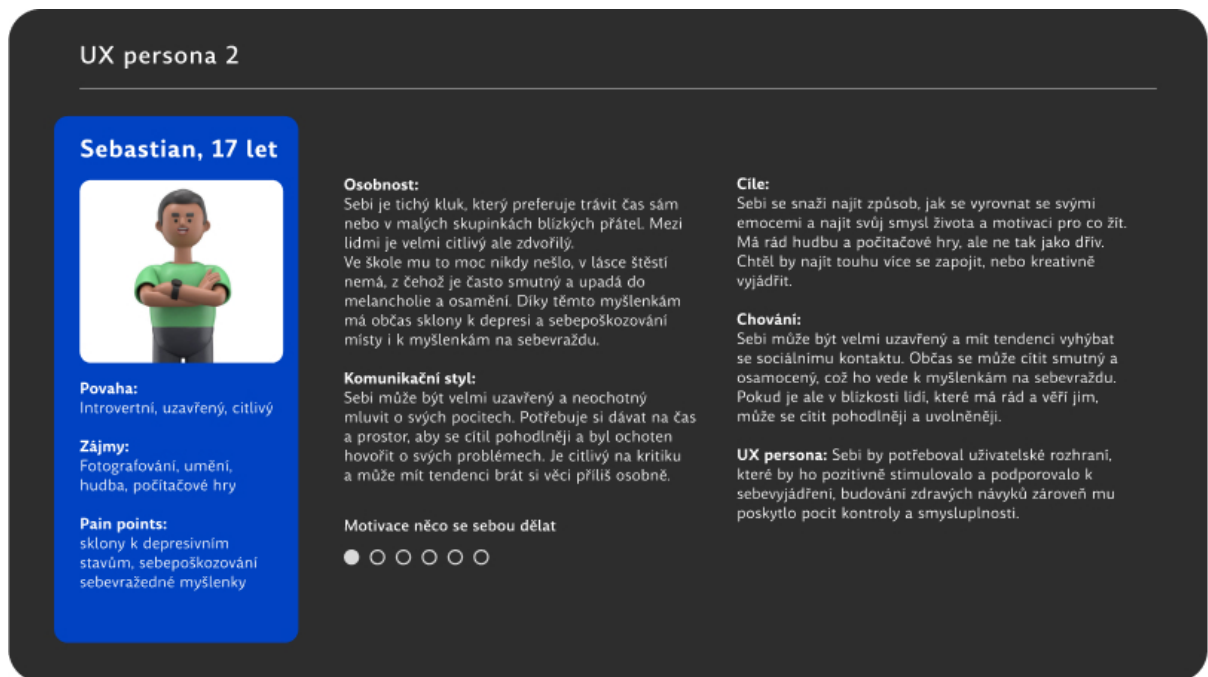 UX persona 2
Sebastian, 17 let
Povaha:
Introvertní, uzavřený, citlivý
Zájmy:
Fotografování, umění,
hudba, počítačové hry
Pain points:
sklony k depresivním
stavům, sebepoškozování
sebevražedné myšlenky
Osobnost:
Sebi je tichý kluk, který preferuje trávit čas sám
nebo v malých skupinkách blízkých přátel. Mezi
lidmi je velmi citlivý ale zdvořilý.
Ve škole mu to moc nikdy nešlo, v lásce štěstí
nemá, z čehož je často smutný a upadá do
melancholie a osamění. Díky těmto myšlenkám
má občas sklony k depresi a sebepoškozování
místy i k myšlenkám na sebevraždu.
Komunikační styl:
Sebi může být velmi uzavřený a neochotný
mluvit o svých pocitech. Potřebuje si dávat na čas
a prostor, aby se cítil pohodlněji a byl ochoten
hovořit o svých problémech. Je citlivý na kritiku
a může mít tendenci brát si věci příliš osobně.
Motivace něco se sebou dělat
Cíle:
Sebi se snaží najít způsob, jak se vyrovnat se svými
emocemi a najít svůj smysl života a motivaci pro co žít.
Má rád hudbu a počítačové hry, ale ne tak jako dřív.
Chtěl by najít touhu více se zapojit, nebo kreativně
vyjádřit.
Chování:
Sebi může být velmi uzavřený a mít tendenci vyhýbat
se sociálnímu kontaktu. Občas se může cítit smutný a
osamocený, což ho vede k myšlenkám na sebevraždu.
Pokud je ale v blízkosti lidí, které má rád a věří jim,
může se cítit pohodlněji a uvolněněji.
UX persona: Sebi by potřeboval uživatelské rozhraní,
které by ho pozitivně stimulovalo a podporovalo k
sebevyjádření, budování zdravých návyků zároveň mu
poskytlo pocit kontroly a smysluplnosti.